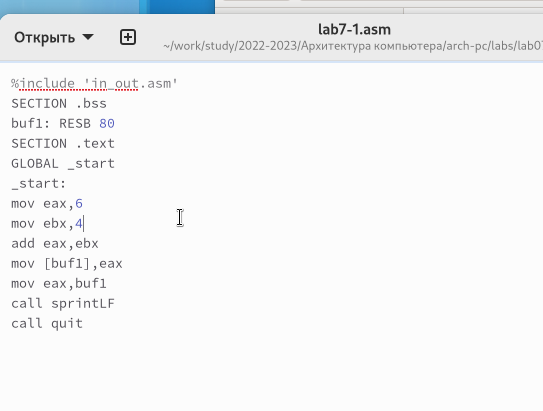 Открыть
lab7-1.asm
~/work/study/2022-2023/Архитектура компьютера/arch-pc/labs/lab07
%include 'in_out.asm'
SECTION .bss
buf1: RESB 80
SECTION .text
GLOBAL _start
_start:
mov eax,6
mov ebx,4
add eax,ebx
mov [buf1],eax
mov eax,buf1
call sprintLF
call quit